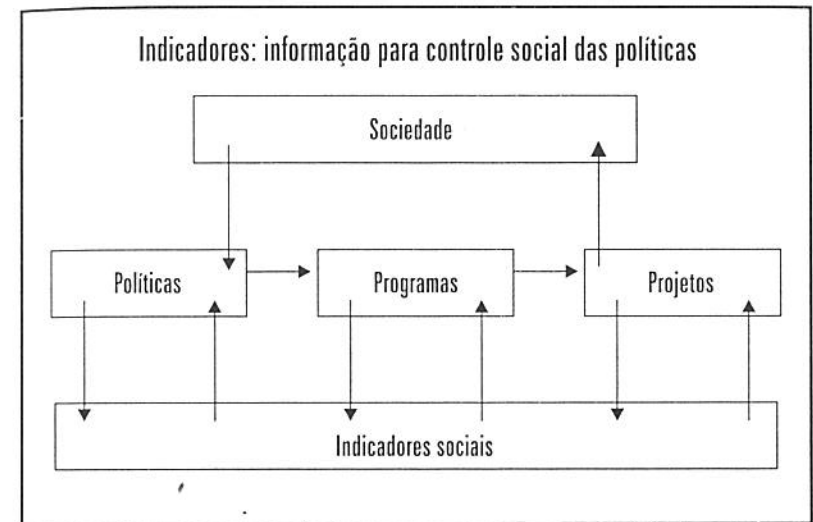 Indicadores: informação para controle social das políticas
Sociedade
Políticas
Programas
Projetos
Indicadores sociais